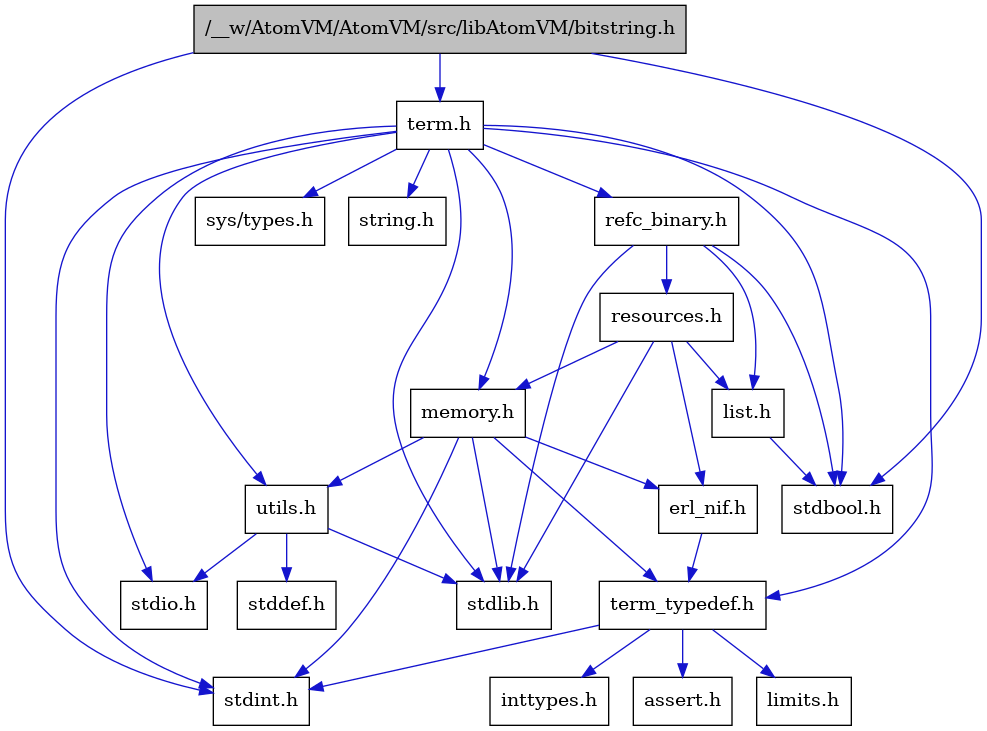 /__w/AtomVM/AtomVM/src/libAtomVM/bitstring.h
term.h
sys/types.h
string.h
refc_binary.h
resources.h
memory.h
list.h
utils.h
erl_nif.h
stdbool.h
stdio.h
stddef.h
stdlib.h
term_typedef.h
stdint.h
inttypes.h
assert.h
limits.h